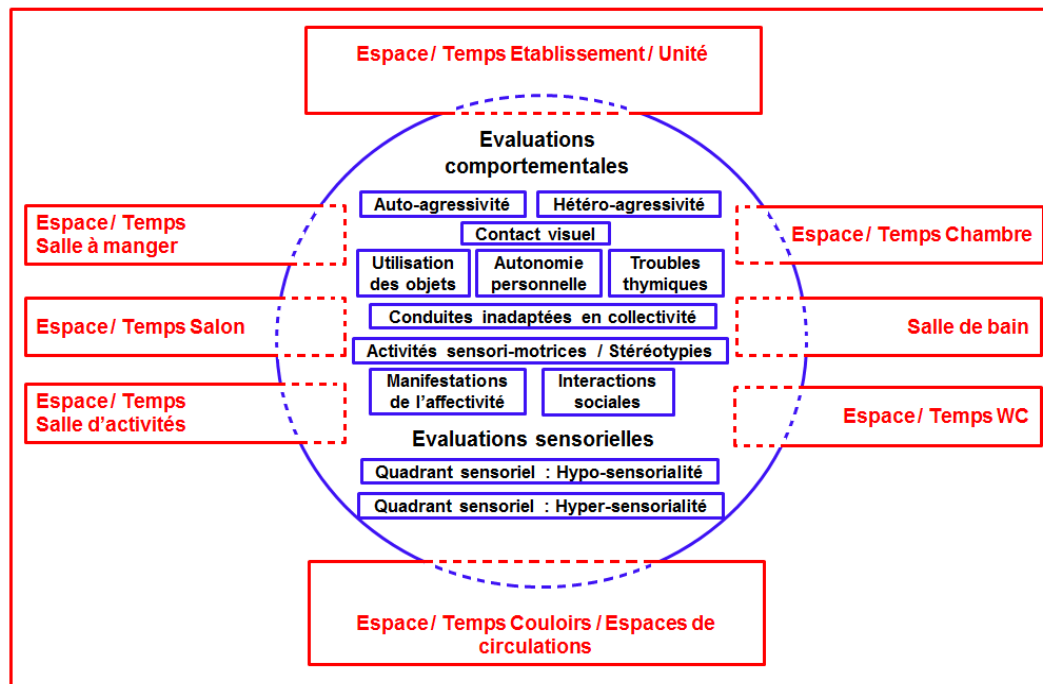 Espace / Temps Etablissement / Unité
Evaluations
comportementales
Auto-agressivité
Hétéro-agressivité
Contact visuel
Espace / Temps
Salle à manger
Espace / Temps Chambre
Utilisation
des objets
Autonomie
personnelle
Troubles
thymiques
Conduites inadaptées en collectivité
Espace / Temps Salon
Salle de bain
Activités sensori-motrices / Stéréotypies
Manifestations
de l'affectivité
Interactions
sociales
Espace / Temps
Salle d'activités
Espace / Temps WC
Evaluations sensorielles
Quadrant sensoriel : Hypo-sensorialité
Quadrant sensoriel : Hyper-sensorialité
Espace / Temps Couloirs / Espaces de
circulations